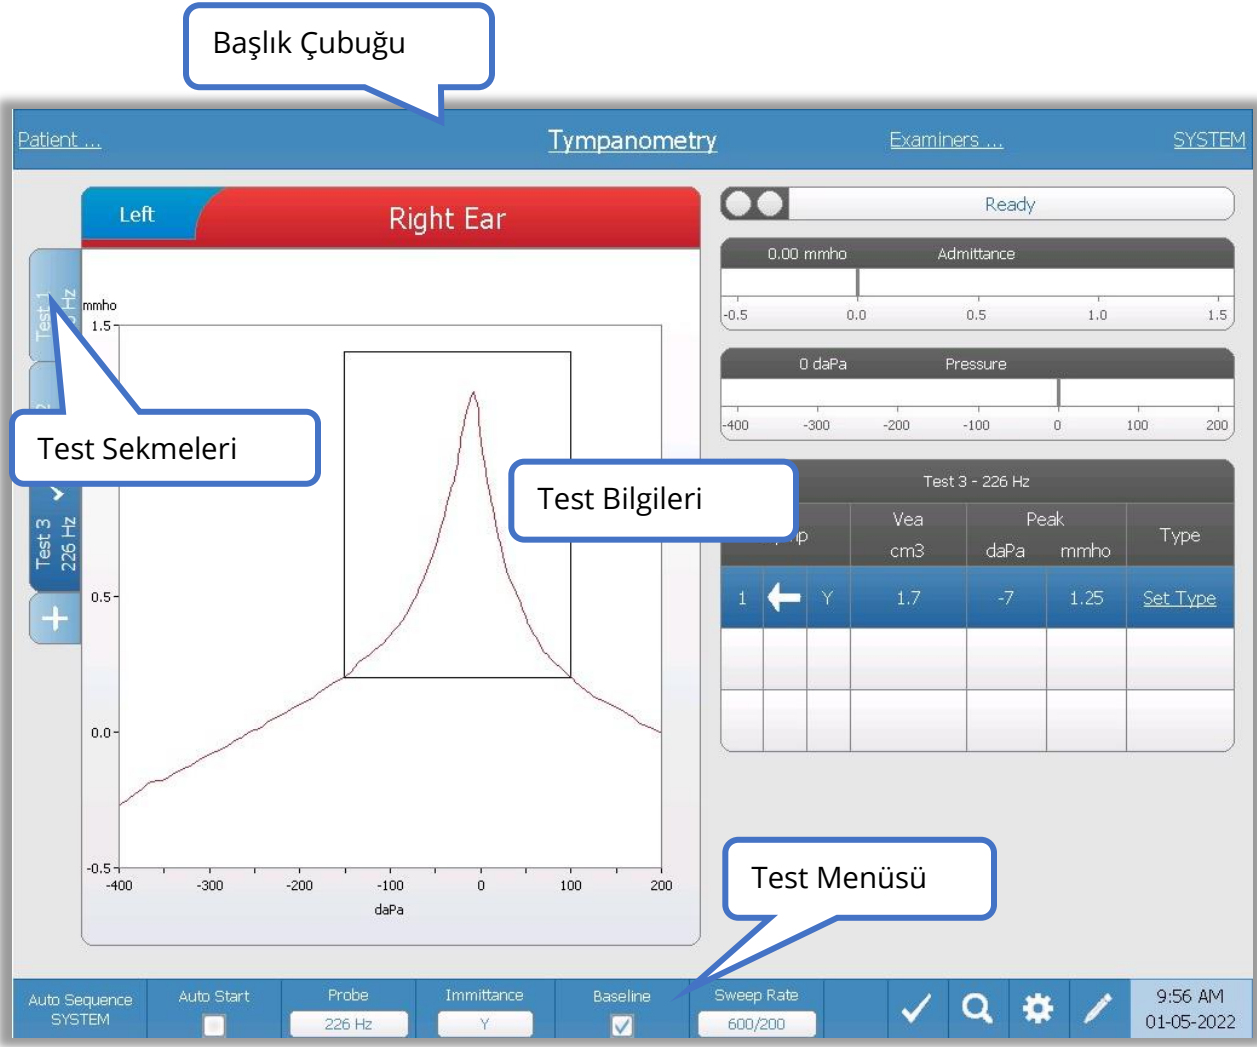 Başlık Çubuğu
Patient ...
Tympanometry
Examiners ...
SYSTEM
Left
Right Ear
Ready
0.00 mmho
Admittance
-0.5 0.0 0.5 1.0 1.5
0 daPa
Pressure
-400 -300 -200 -100 0 100 200
Test 1
Hz
Test Sekmeleri
Test 3
226 Hz
+
mmho
1.5
0.5
0.0
-0.5
-400 -300 -200 -100 0 100 200
daPa
Test Bilgileri
Test 3 - 226 Hz
Vea
cm3
Peak
daPa mmho
Type
1 Y 1.7 -7 1.25 Set Type
Test Menüsü
Auto Sequence
SYSTEM
Auto Start
Probe
226 Hz
Immittance
Y
Baseline
Sweep Rate
600/200
9:56 AM
01-05-2022